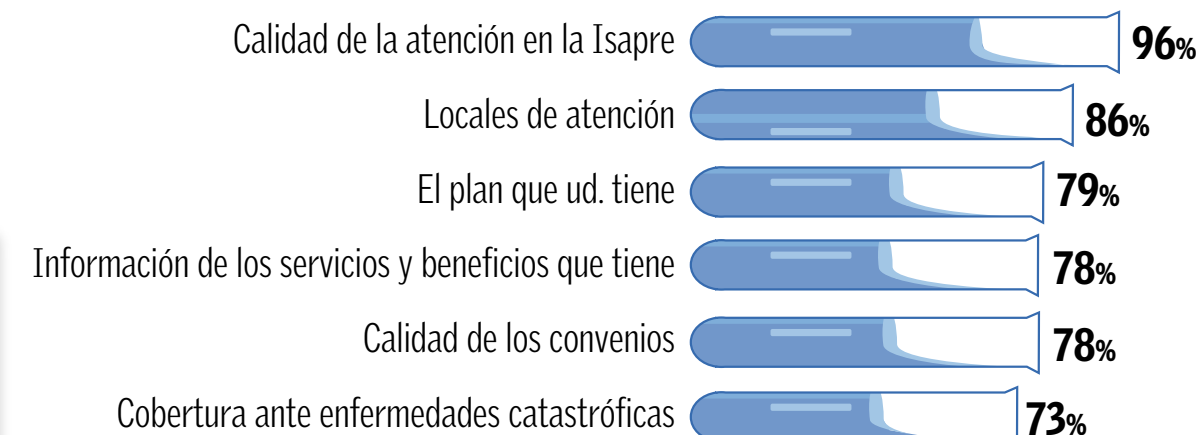 Calidad de la atención en la Isapre 96%
Locales de atención 86%
El plan que ud. tiene 79%
Información de los servicios y beneficios que tiene 78%
Calidad de los convenios 78%
Cobertura ante enfermedades catastróficas 73%